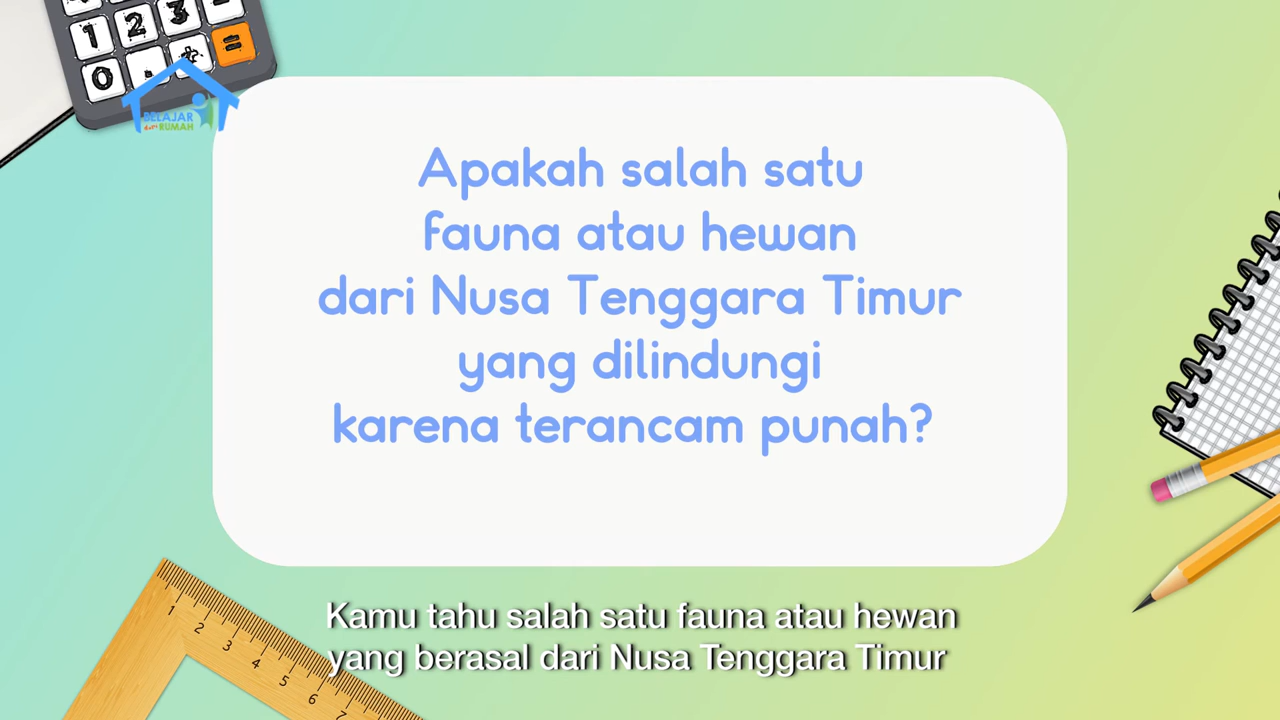 1 2 3 -
0 . + =
BELAJAR
dari RUMAH
Apakah salah satu
fauna atau hewan
dari Nusa Tenggara Timur
yang dilindungi
karena terancam punah?
1 2 3 4 5 6 7
Kamu tahu salah satu fauna atau hewan
yang berasal dari Nusa Tenggara Timur